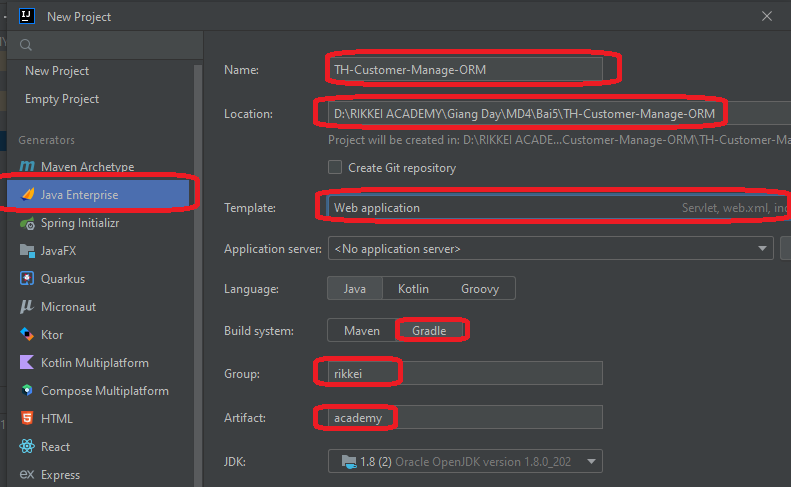 New Project
New Project
Empty Project
Generators
Maven Archetype
Java Enterprise
Spring Initializr
JavaFX
Quarkus
Micronaut
Ktor
Kotlin Multiplatform
Compose Multiplatform
HTML
React
Express
Name: TH-Customer-Manage-ORM
Location: D:\RIKKEI ACADEMY\Giang Day\MD4\Bai5\TH-Customer-Manage-ORM
Project will be created in: D:\RIKKEI ACADE...C-Customer-Manage-ORM\TH-Customer-Ma
Create Git repository
Template: Web application Servlet, web.xml, in
Application server: <No application server>
Language: Java Kotlin Groovy
Build system: Maven Gradle
Group: rikkei
Artifact: academy
JDK: 1.8 (2) Oracle OpenJDK version 1.8.0_202